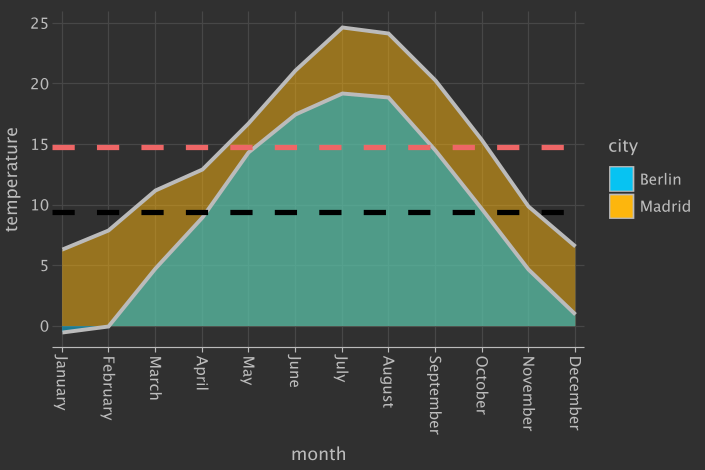 25
20
15
10
5
0
temperature
January
February
March
April
May
June
July
August
September
October
November
December
month
city
Berlin
Madrid